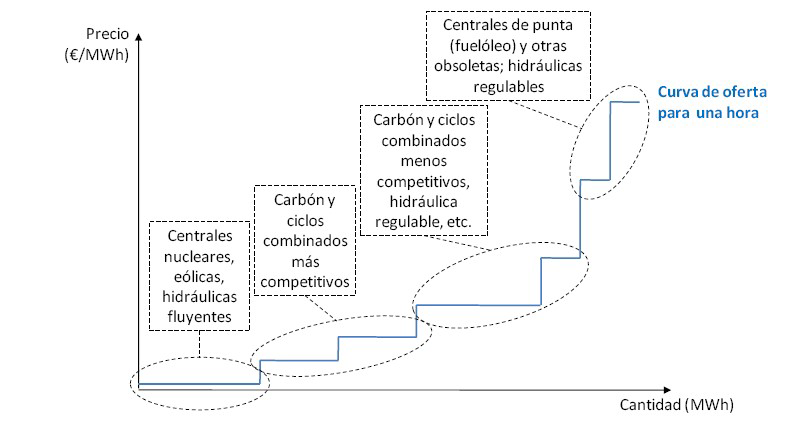 Precio
(€/MWh)
Centrales de punta
(fuelóleo) y otras
obsoletas; hidráulicas
regulables
Curva de oferta
para una hora
Carbón y ciclos
combinados
menos
competitivos,
hidráulica
regulable, etc.
Carbón y
ciclos
combinados
más
competitivos
Centrales
nucleares,
eólicas,
hidráulicas
fluyentes
Cantidad (MWh)